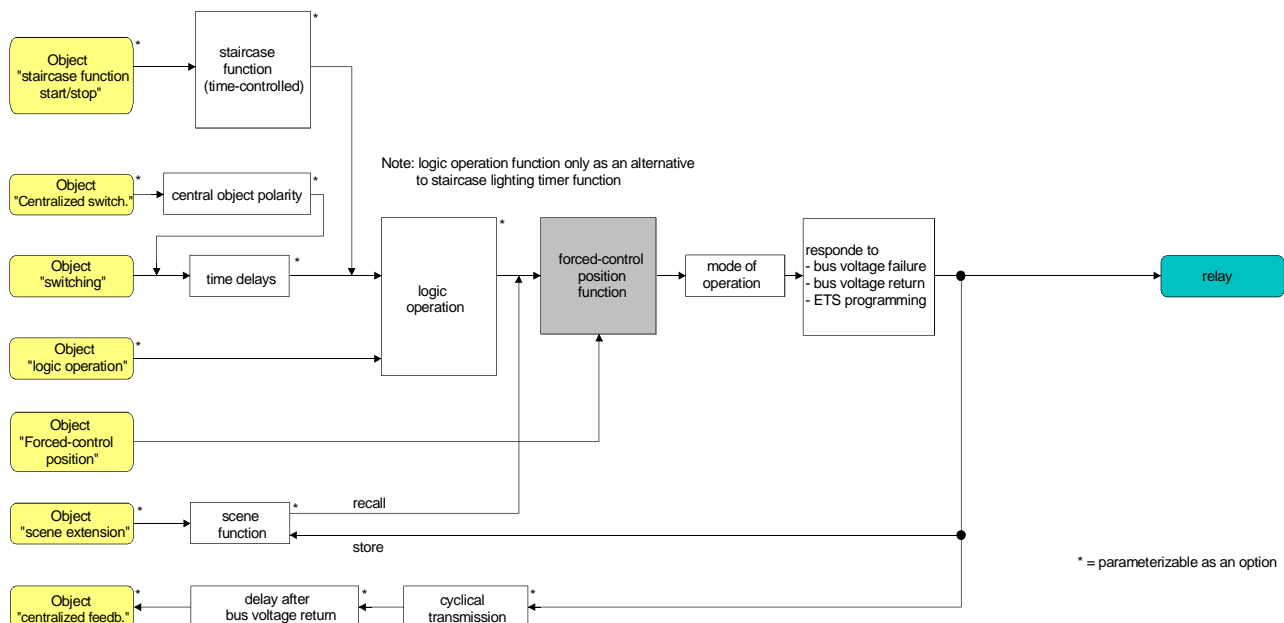 *
Object
"staircase function
start/stop"
*
staircase
function
(time-controlled)
Note: logic operation function only as an alternative
to staircase lighting timer function
Object
"Centralized switch."
*
central object polarity
*
Object
"switching"
*
time delays
*
logic
operation
*
forced-control
position
function
mode of
operation
responde to
- bus voltage failure
- bus voltage return
- ETS programming
relay
Object
"logic operation"
*
Object
"Forced-control
position"
Object
"scene extension"
*
scene
function
*
recall
store
* = parameterizable as an option
Object
"centralized feedb."
*
delay after
bus voltage return
*
cyclical
transmission
*